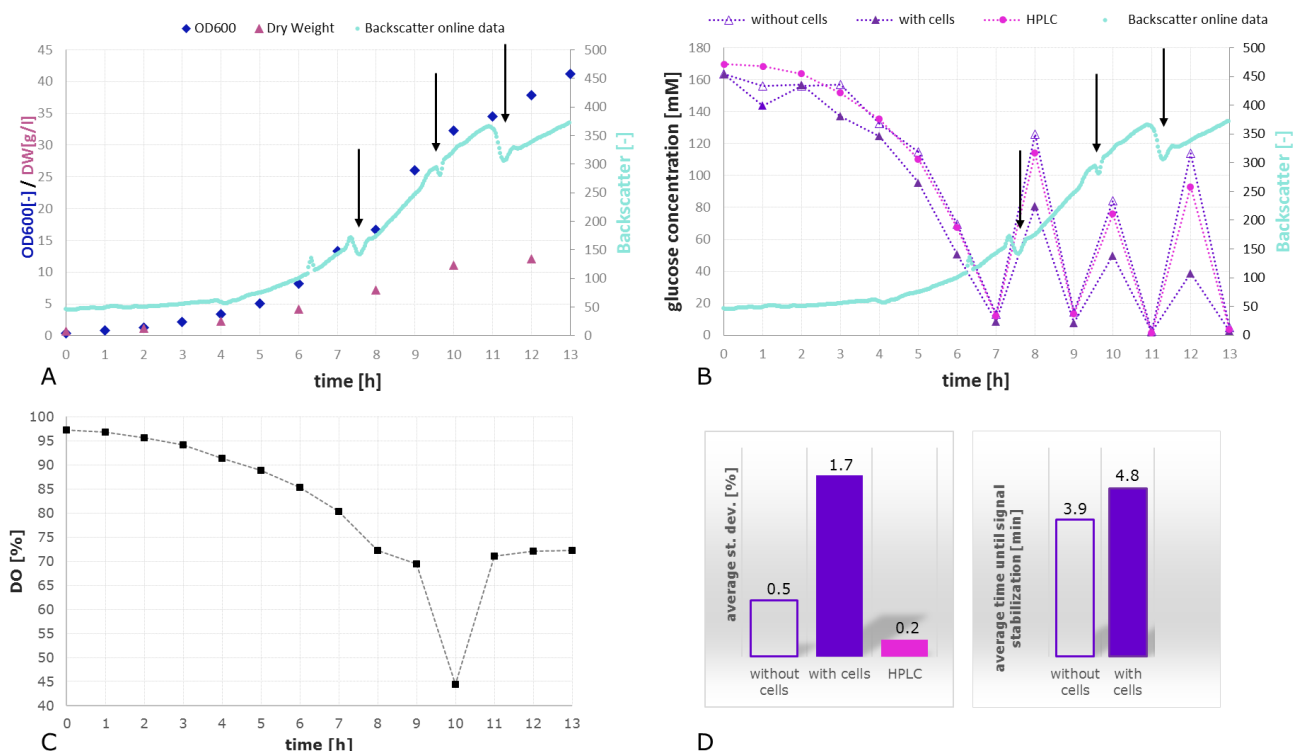 OD600 Dry Weight Backscatter online data
45 500
40 450
35 400
30 350
25 300
20 250
15 200
10 150
5 100
0 50
0
OD600[-] / DW[g/l]
Backscatter [-]
0 1 2 3 4 5 6 7 8 9 10 11 12 13
time [h]
A
without cells with cells HPLC Backscatter online data
180 500
160 450
140 400
120 350
100 300
80 250
60 200
40 150
20 100
0 50
0
glucose concentration [mM]
Backscatter [-]
0 1 2 3 4 5 6 7 8 9 10 11 12 13
time [h]
B
100
95
90
85
80
75
70
65
60
55
50
45
40
DO [%]
0 1 2 3 4 5 6 7 8 9 10 11 12 13
time [h]
C
average st. dev. [%]
0.5 1.7 0.2
without with cells HPLC
cells
average time until signal
stabilization [min]
3.9 4.8
without with
cells cells
D